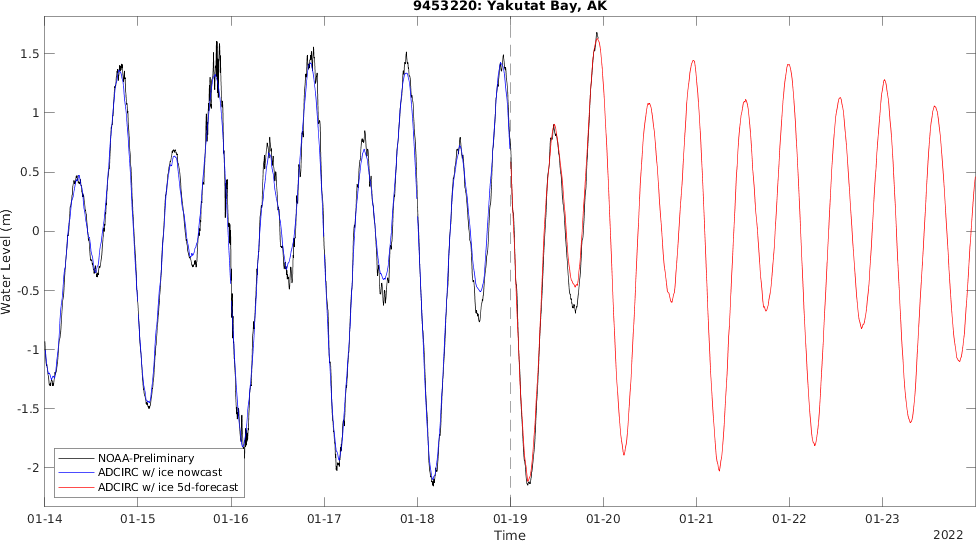 9453220: Yakutat Bay, AK
Water Level (m)
1.5
1
0.5
0
-0.5
-1
-1.5
-2
NOAA-Preliminary
ADCIRC w/ ice nowcast
ADCIRC w/ ice 5d-forecast
01-14 01-15 01-16 01-17 01-18 01-19 01-20 01-21 01-22 01-23
Time
2022